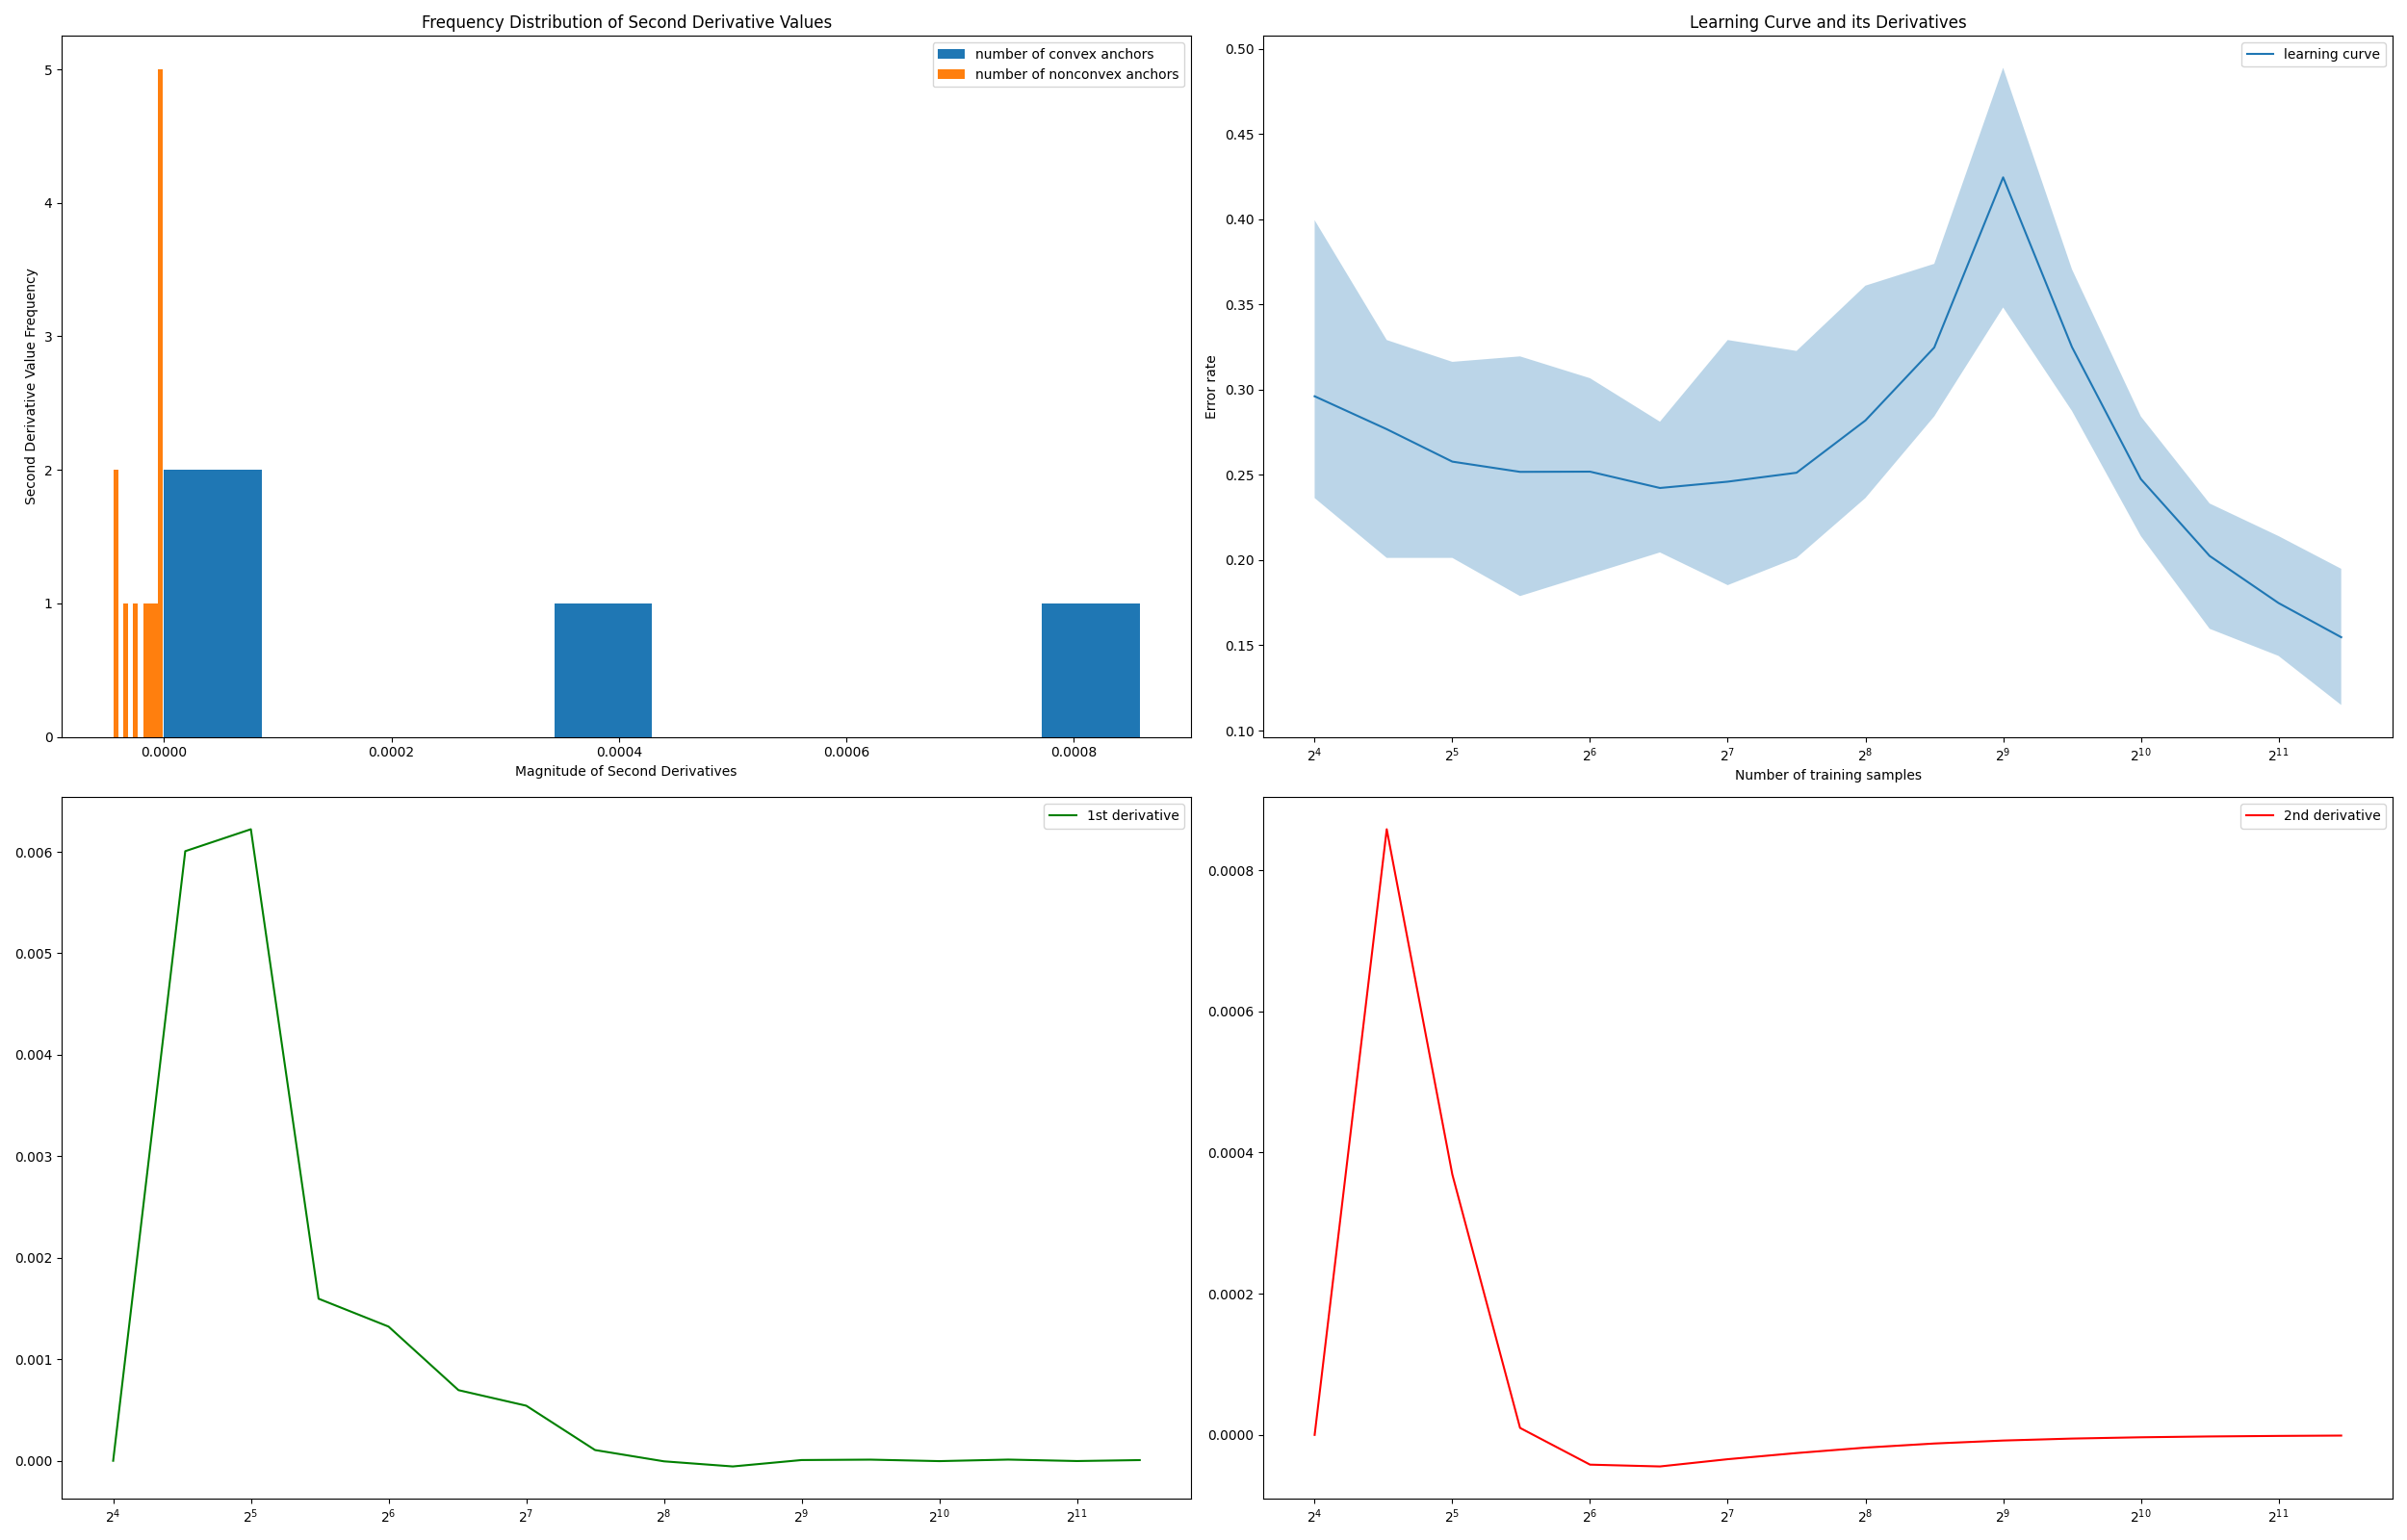 Frequency Distribution of Second Derivative Values
number of convex anchors
number of nonconvex anchors
5
4
3
2
1
0
Second Derivative Value Frequency
0.0000 0.0002 0.0004 0.0006 0.0008
Magnitude of Second Derivatives
Learning Curve and its Derivatives
learning curve
0.50
0.45
0.40
0.35
0.30
0.25
0.20
0.15
0.10
Error rate
2^4 2^5 2^6 2^7 2^8 2^9 2^10 2^11
Number of training samples
1st derivative
0.006
0.005
0.004
0.003
0.002
0.001
0.000
2^4 2^5 2^6 2^7 2^8 2^9 2^10 2^11
2nd derivative
0.0008
0.0006
0.0004
0.0002
0.0000
2^4 2^5 2^6 2^7 2^8 2^9 2^10 2^11